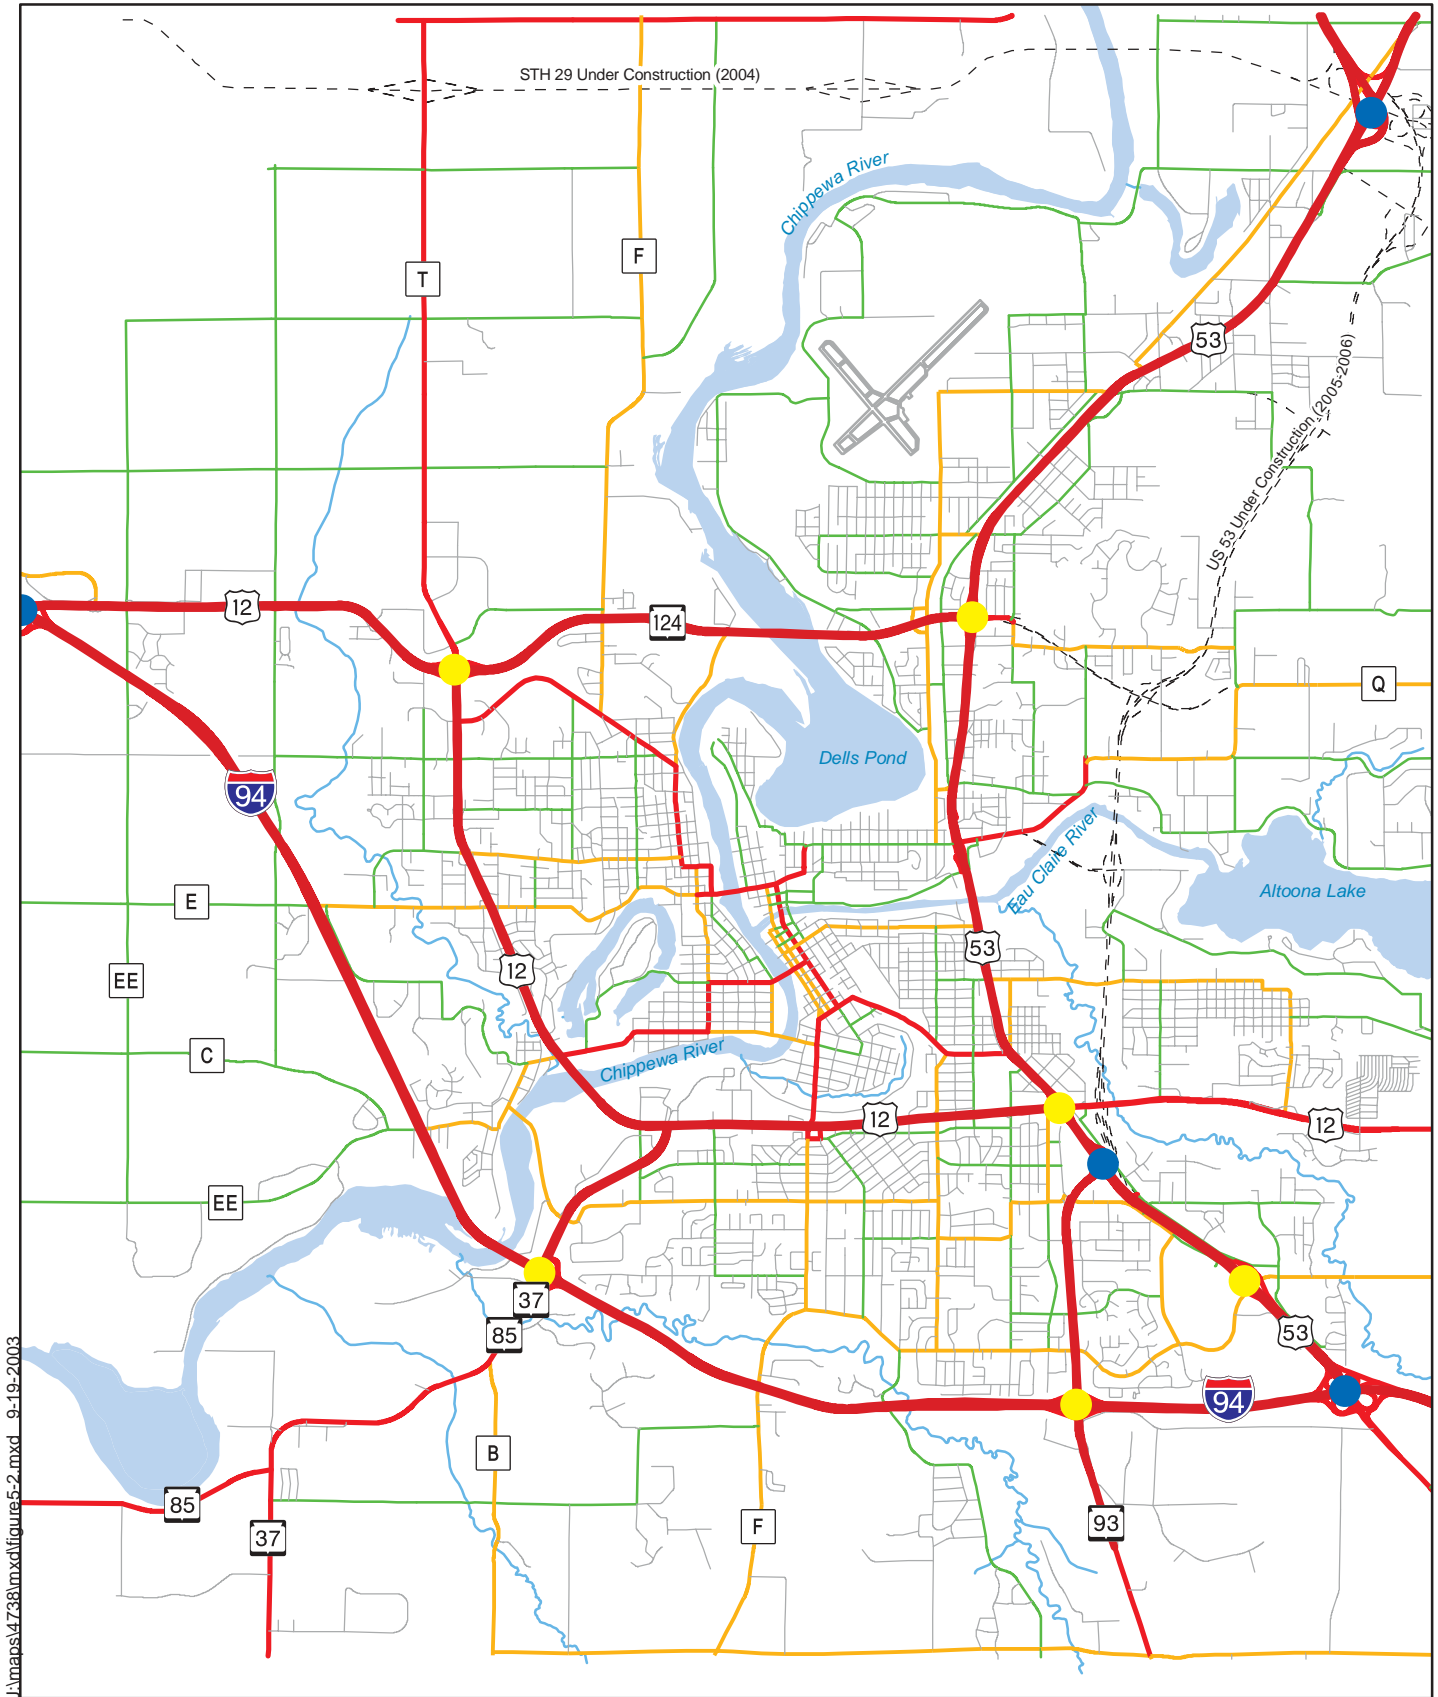 STH 29 Under Construction (2004)
Chippewa River
F
T
53
US 53 Under Construction (2005-2006)
12
124
Q
Dells Pond
94
Eau Claire River
Altoona Lake
E
53
12
EE
C
Chippewa River
12
12
EE
37
85
53
94
B
85
93
F
37
J:\maps\4738\mxd\figure5-2.mxd 9-19-2003